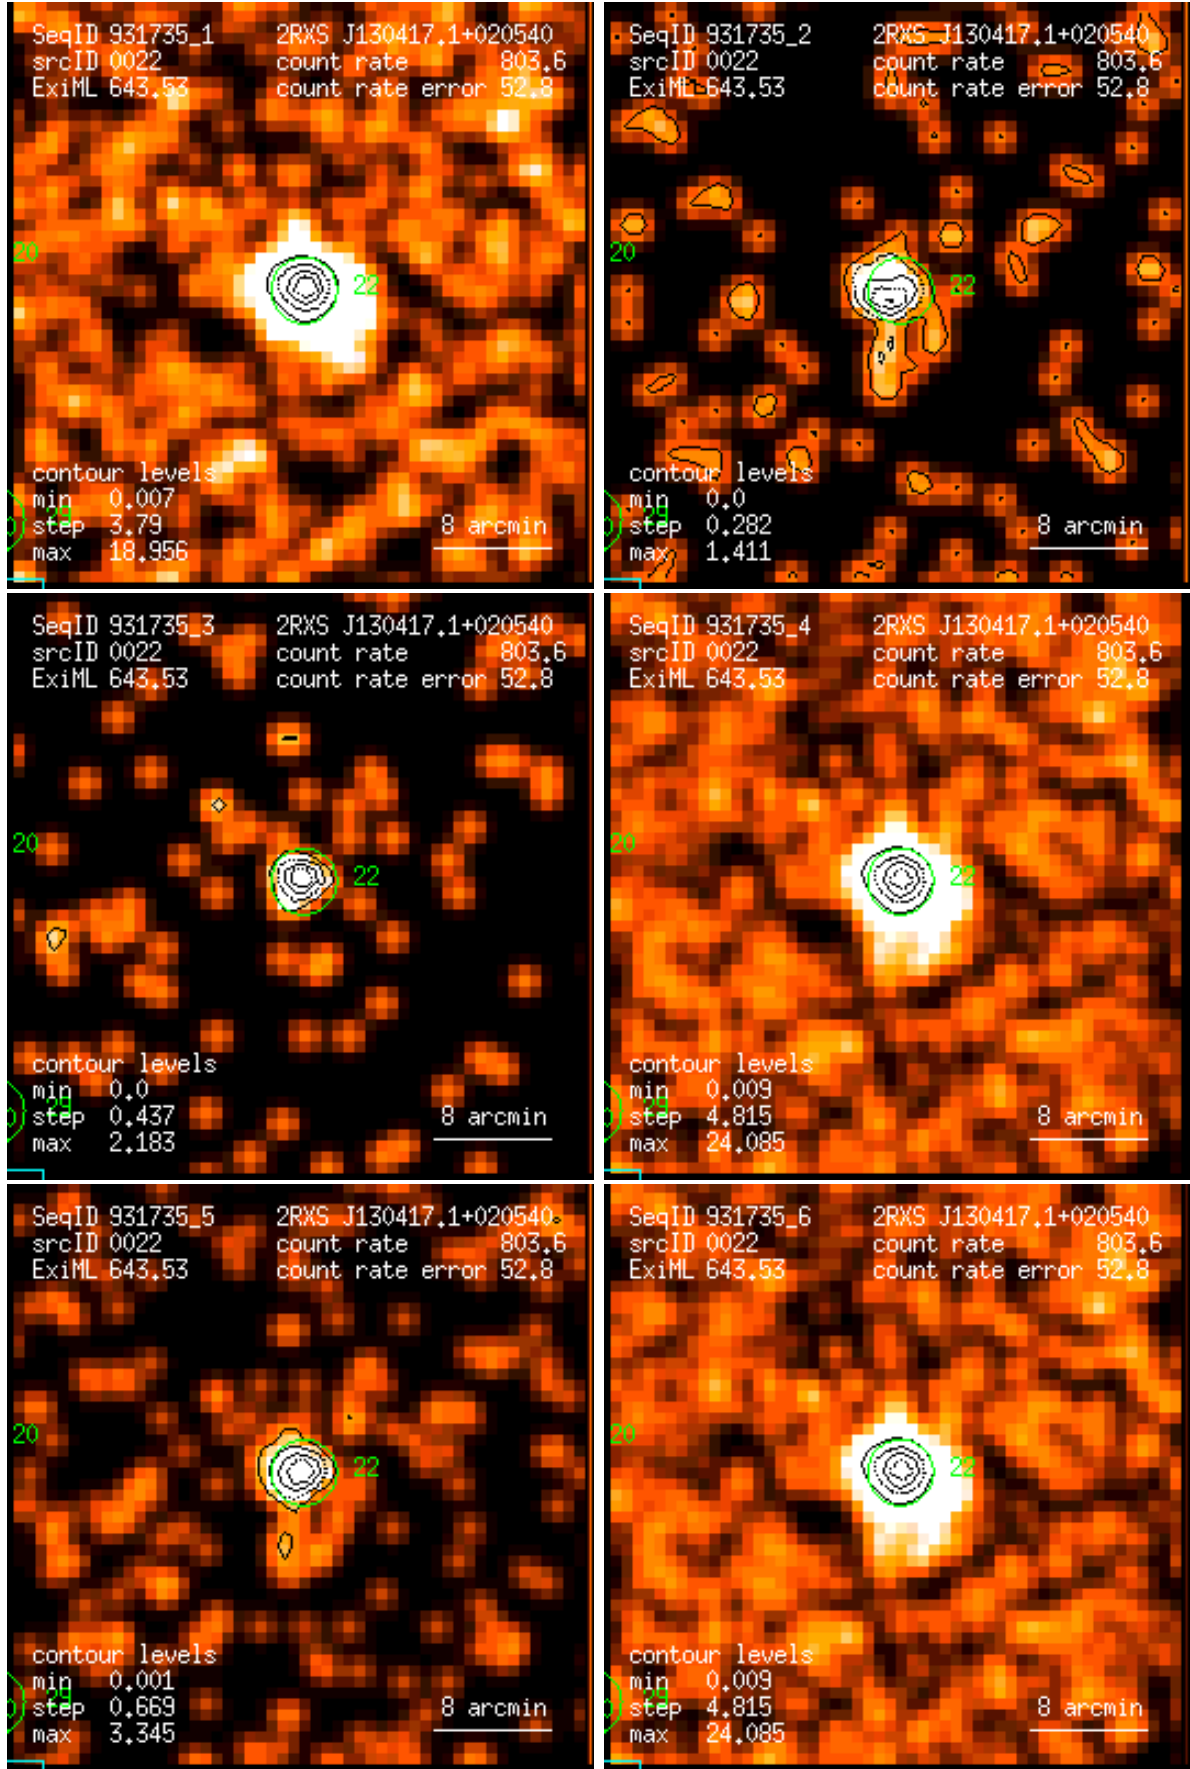 SeqID 931735_1 2RXS J130417.1+020540
srcID 0022 count rate 803.6
ExiML 643.53 count rate error 52.8
20
22
contour levels
min 0.007
29
step 3.79 8 arcmin
max 18.956
SeqID 931735_2 2RXS J130417.1+020540
srcID 0022 count rate 803.6
ExiML 643.53 count rate error 52.8
20
22
contour levels
min 0.0
29
step 0.282 8 arcmin
max 1.411
SeqID 931735_3 2RXS J130417.1+020540
srcID 0022 count rate 803.6
ExiML 643.53 count rate error 52.8
20
22
contour levels
min 0.0
29
step 0.437 8 arcmin
max 2.183
SeqID 931735_4 2RXS J130417.1+020540
srcID 0022 count rate 803.6
ExiML 643.53 count rate error 52.8
20
22
contour levels
min 0.009
29
step 4.815 8 arcmin
max 24.085
SeqID 931735_5 2RXS J130417.1+020540
srcID 0022 count rate 803.6
ExiML 643.53 count rate error 52.8
20
22
contour levels
min 0.001
29
step 0.669 8 arcmin
max 3.345
SeqID 931735_6 2RXS J130417.1+020540
srcID 0022 count rate 803.6
ExiML 643.53 count rate error 52.8
20
22
contour levels
min 0.009
29
step 4.815 8 arcmin
max 24.085